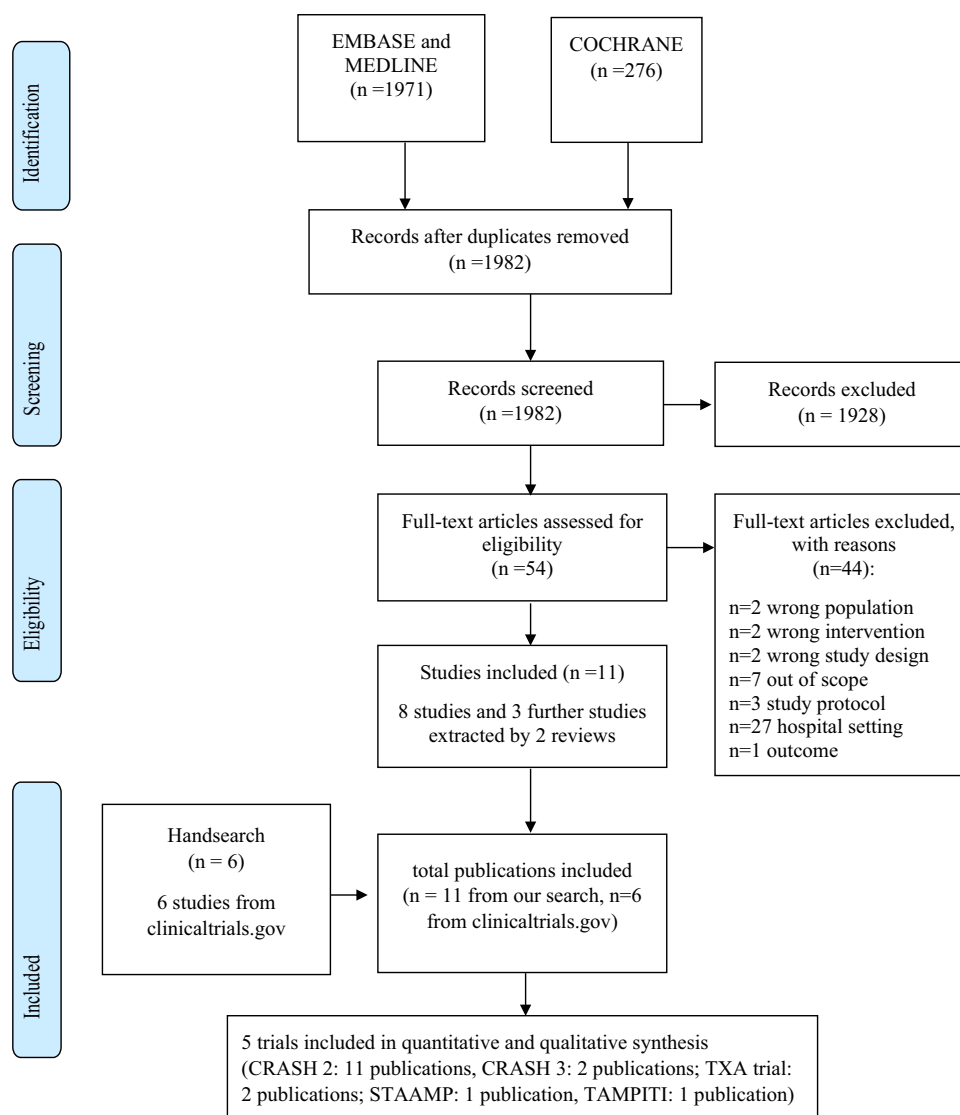 Identification
EMBASE and
MEDLINE
(n =1971)
COCHRANE
(n =276)
Records after duplicates removed
(n =1982)
Screening
Records screened
(n =1982)
Records excluded
(n = 1928)
Eligibility
Full-text articles assessed for
eligibility
(n =54)
Full-text articles excluded,
with reasons
(n=44):
n=2 wrong population
n=2 wrong intervention
n=2 wrong study design
n=7 out of scope
n=3 study protocol
n=27 hospital setting
n=1 outcome
Studies included (n =11)
8 studies and 3 further studies
extracted by 2 reviews
Included
Handsearch
(n = 6)
6 studies from
clinicaltrials.gov
total publications included
(n = 11 from our search, n=6
from clinicaltrials.gov)
5 trials included in quantitative and qualitative synthesis
(CRASH 2: 11 publications, CRASH 3: 2 publications; TXA trial:
2 publications; STAAMP: 1 publication, TAMPITI: 1 publication)